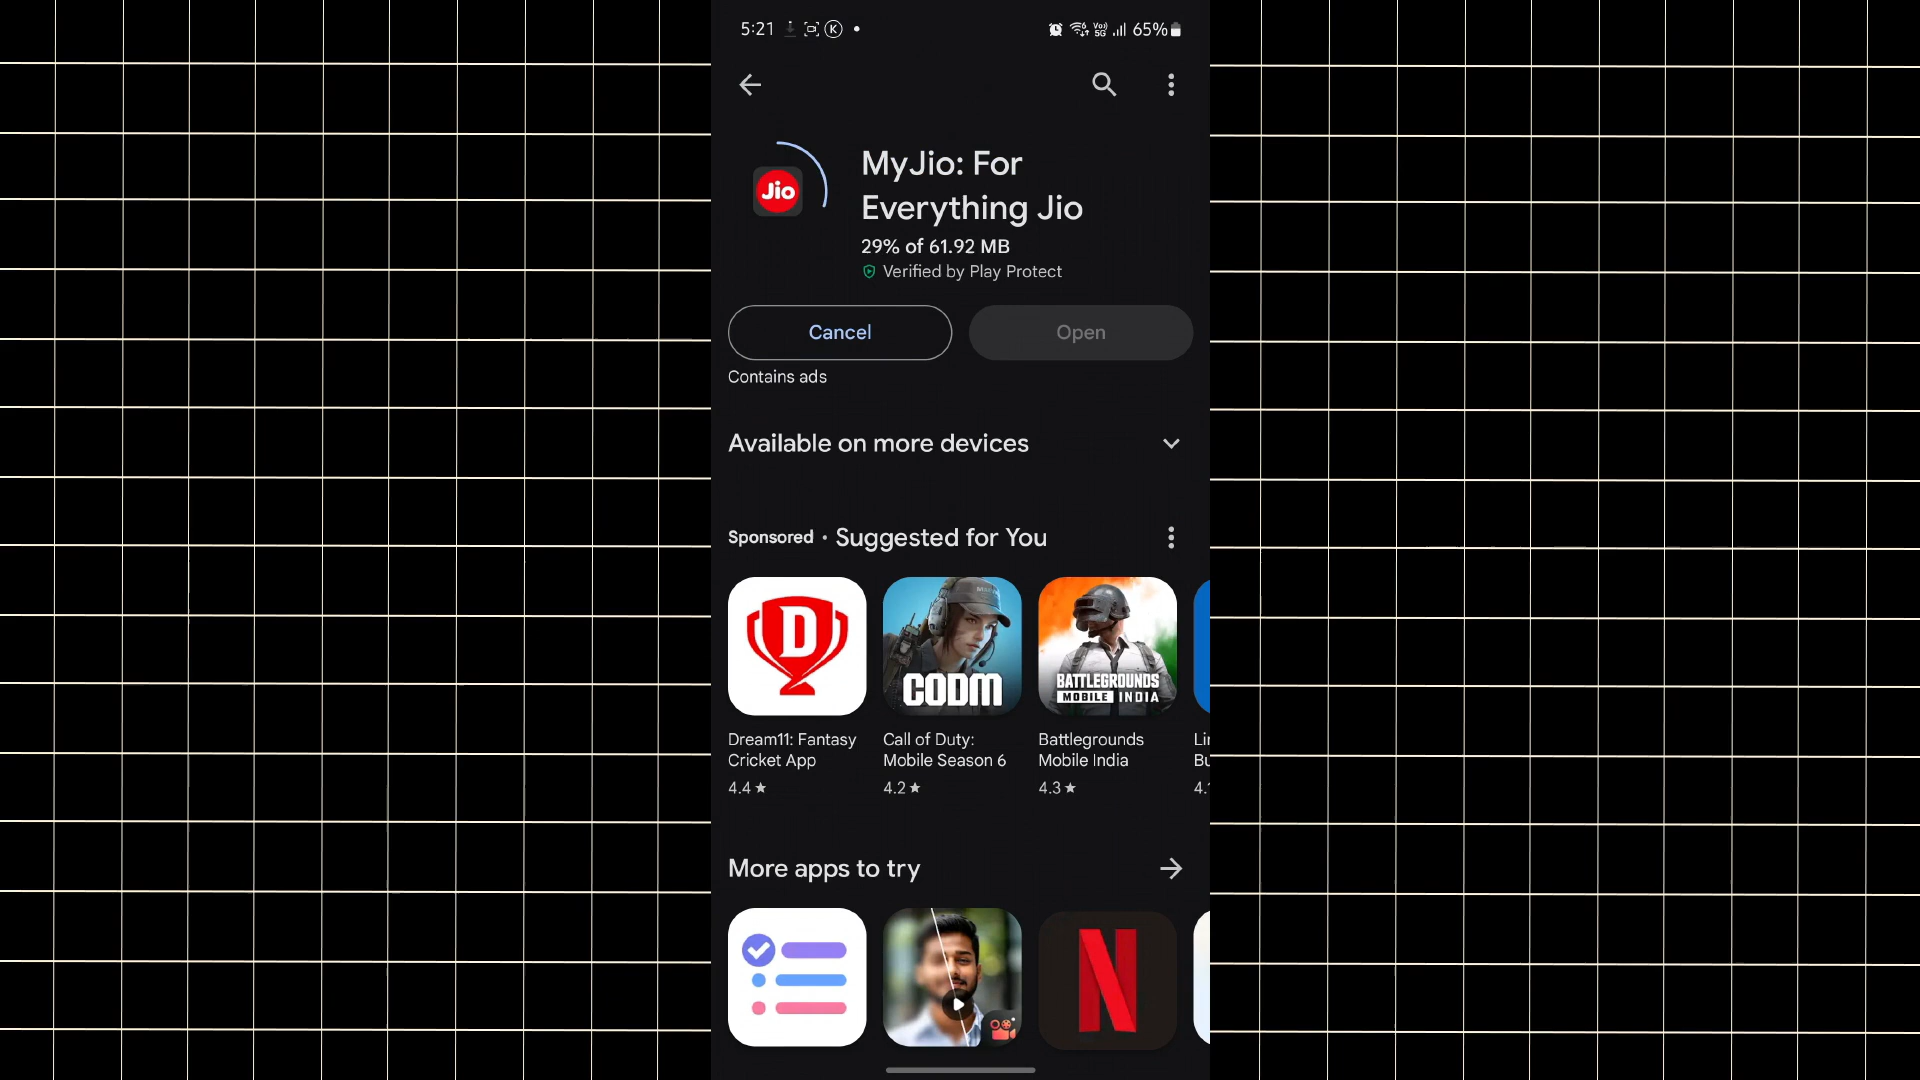 5:21
K
Vo)) 5G
65%
Jio
MyJio: For
Everything Jio
29% of 61.92 MB
Verified by Play Protect
Cancel
Open
Contains ads
Available on more devices
Sponsored • Suggested for You
D
CODM
BATTLEGROUNDS
MOBILE INDIA
Dream11: Fantasy
Cricket App
4.4 ★
Call of Duty:
Mobile Season 6
4.2 ★
Battlegrounds
Mobile India
4.3 ★
More apps to try
N